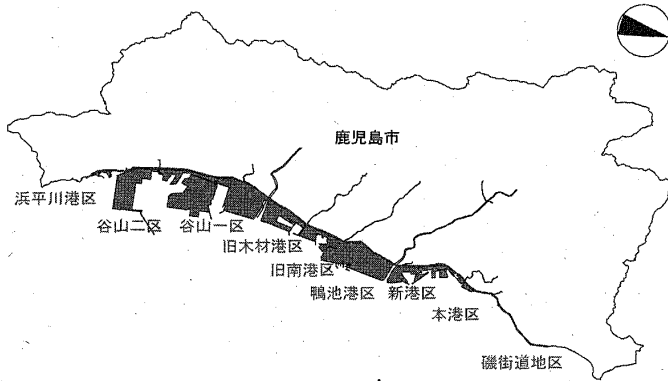 鹿児島市
浜平川港区
谷山二区
谷山一区
旧木材港区
旧南港区
鴨池港区
新港区
本港区
磯街道地区